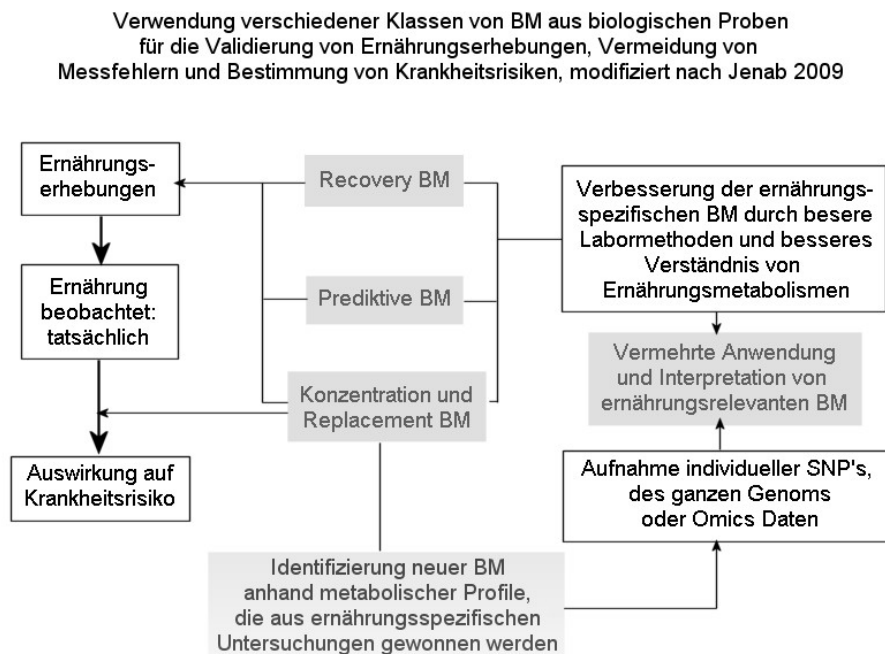 Verwendung verschiedener Klassen von BM aus biologischen Proben
für die Validierung von Ernährungserhebungen, Vermeidung von
Messfehlern und Bestimmung von Krankheitsrisiken, modifiziert nach Jenab 2009
Ernährungs-
erhebungen
Ernährung
beobachtet:
tatsächlich
Auswirkung auf
Krankheitsrisiko
Recovery BM
Prediktive BM
Konzentration und
Replacement BM
Identifizierung neuer BM
anhand metabolischer Profile,
die aus ernährungsspezifischen
Untersuchungen gewonnen werden
Verbesserung der ernährungs-
spezifischen BM durch besere
Labormethoden und besseres
Verständnis von
Ernährungsmetabolismen
Vermehrte Anwendung
und Interpretation von
ernährungsrelevanten BM
Aufnahme individueller SNP's,
des ganzen Genoms
oder Omics Daten